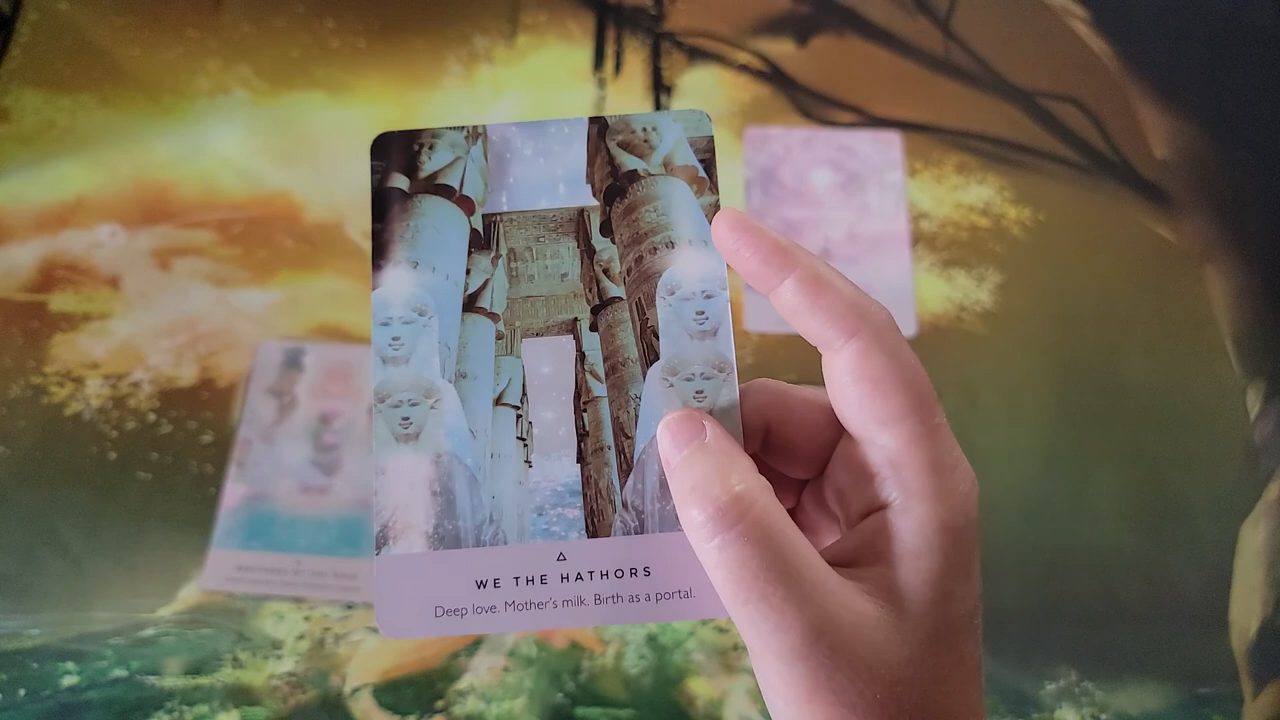 WE THE HATHORS
Deep love. Mother's milk. Birth as a portal.